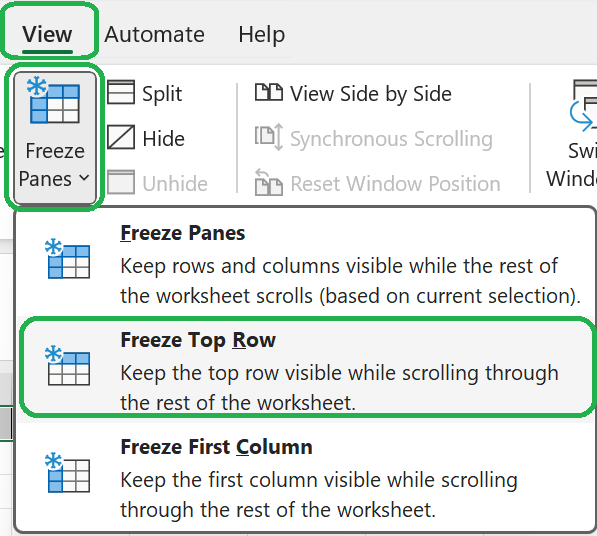 View Automate Help
Freeze
Panes
Split
Hide
Unhide
View Side by Side
Synchronous Scrolling
Reset Window Position
Freeze Panes
Keep rows and columns visible while the rest of
the worksheet scrolls (based on current selection).
Freeze Top Row
Keep the top row visible while scrolling through
the rest of the worksheet.
Freeze First Column
Keep the first column visible while scrolling
through the rest of the worksheet.